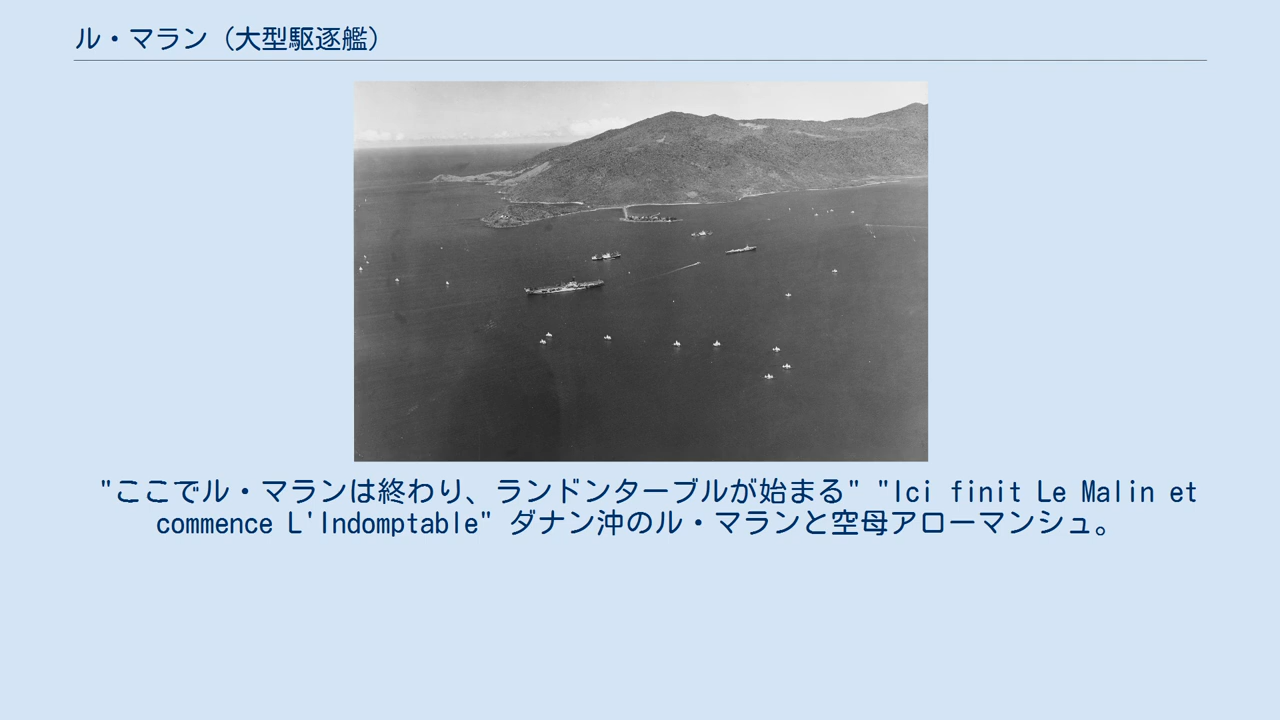 ル・マラン（大型駆逐艦）
"ここでル・マランは終わり、ランドンターブルが始まる" "Ici finit Le Malin et
commence L'Indomptable" ダナン沖のル・マランと空母アローマンシュ。